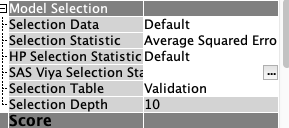 Model Selection
Selection Data Default
Selection Statistic Average Squared Erro
HP Selection Statistic Default
SAS Viya Selection Sta ...
Selection Table Validation
Selection Depth 10
Score